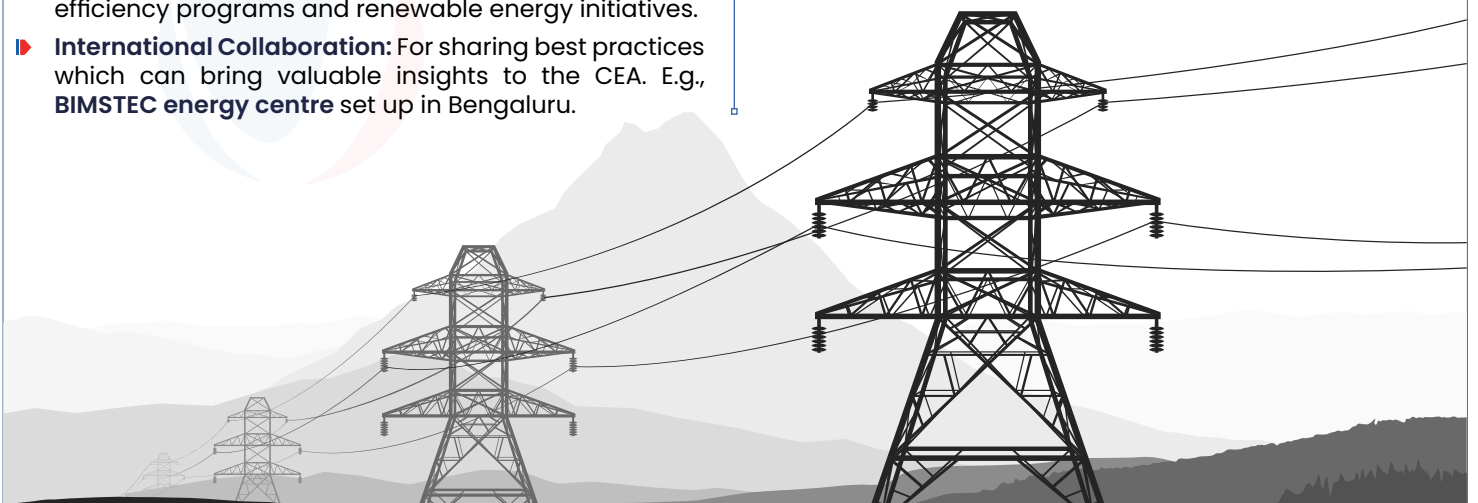 efficiency programs and renewable energy initiatives.
International Collaboration: For sharing best practices
which can bring valuable insights to the CEA. E.g.,
BIMSTEC energy centre set up in Bengaluru.